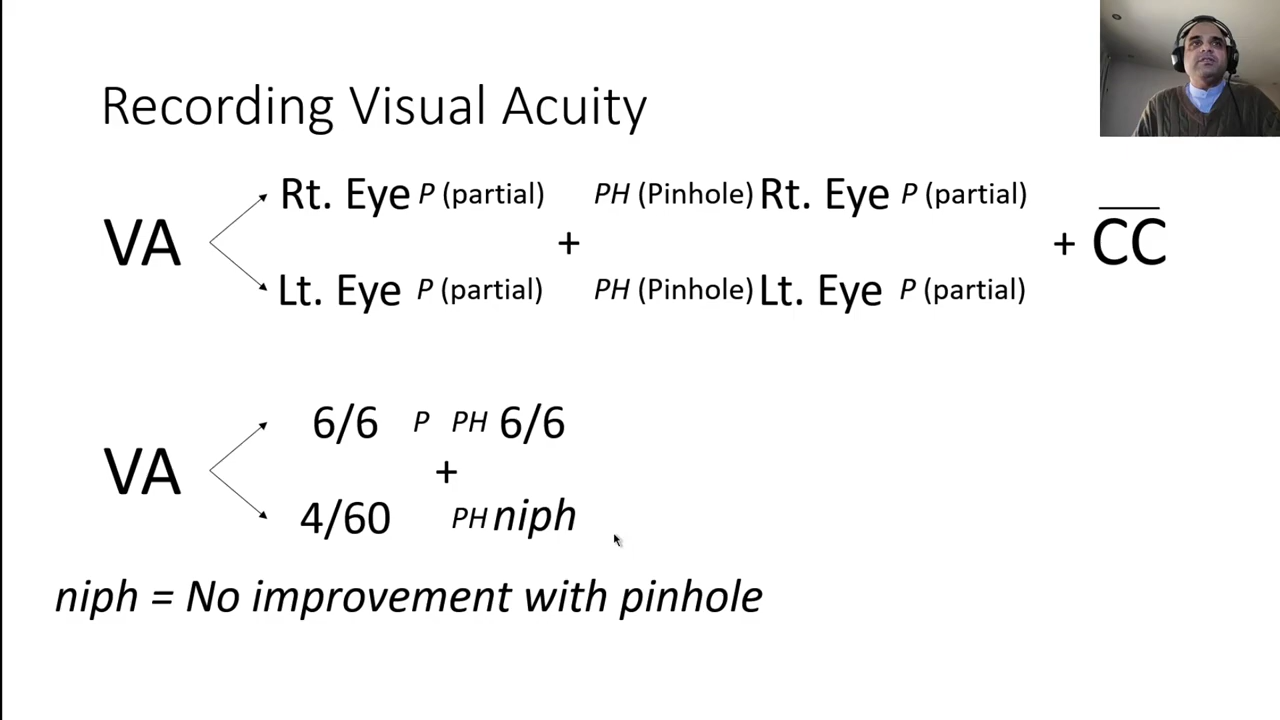 Recording Visual Acuity
Rt. Eye P (partial) PH (Pinhole) Rt. Eye P (partial)
VA + + CC
Lt. Eye P (partial) PH (Pinhole) Lt. Eye P (partial)
6/6 P PH 6/6
VA +
4/60 PH niph
niph = No improvement with pinhole